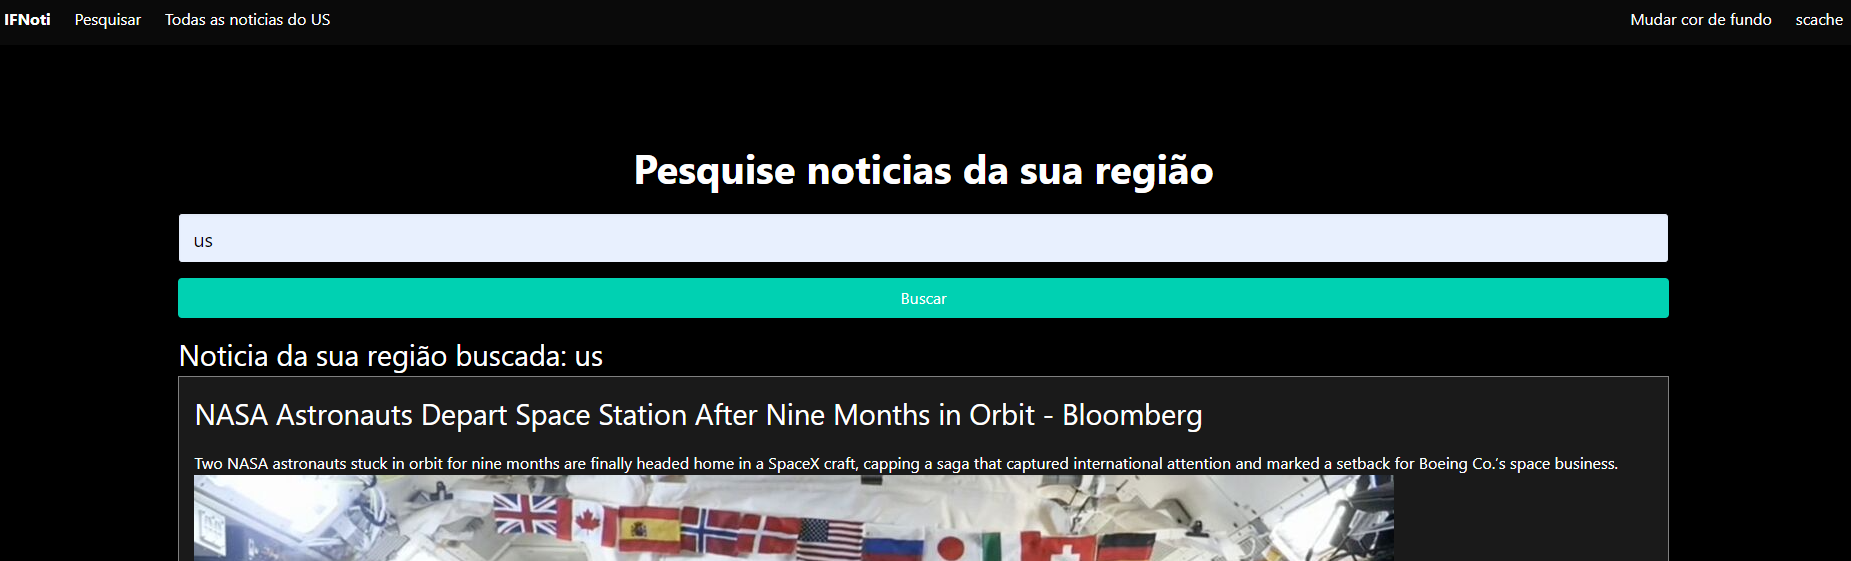 IFNoti Pesquisar Todas as noticias do US Mudar cor de fundo scache
Pesquise noticias da sua região
us
Buscar
Noticia da sua região buscada: us
NASA Astronauts Depart Space Station After Nine Months in Orbit - Bloomberg
Two NASA astronauts stuck in orbit for nine months are finally headed home in a SpaceX craft, capping a saga that captured international attention and marked a setback for Boeing Co.’s space business.